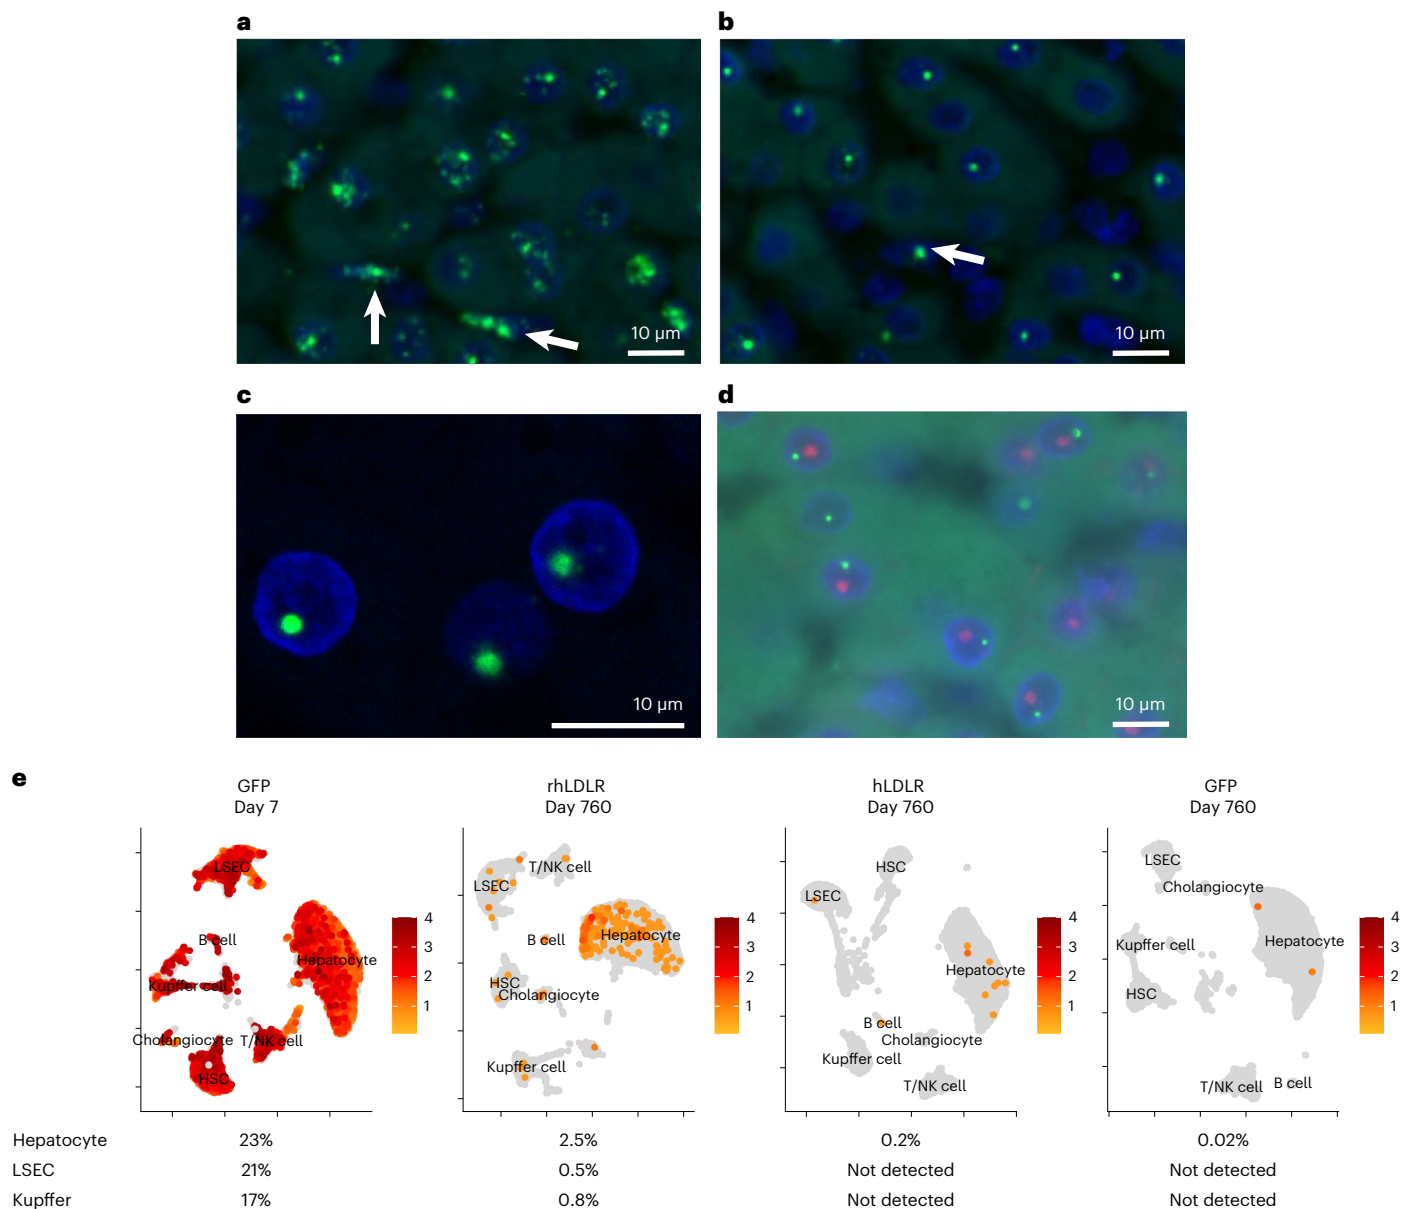 a
b
10 µm
10 µm
c
d
10 µm
10 µm
e
GFP
Day 7
rhLDLR
Day 760
hLDLR
Day 760
GFP
Day 760
LSEC
B cell
Hepatocyte
Kupffer cell
Cholangiocyte
T/NK cell
HSC
4
3
2
1
T/NK cell
LSEC
B cell
Hepatocyte
HSC
Cholangiocyte
Kupffer cell
4
3
2
1
HSC
LSEC
Hepatocyte
B cell
Cholangiocyte
Kupffer cell
T/NK cell
4
3
2
1
LSEC
Cholangiocyte
Kupffer cell
Hepatocyte
HSC
T/NK cell
B cell
4
3
2
1
Hepatocyte 23% 2.5% 0.2% 0.02%
LSEC 21% 0.5% Not detected Not detected
Kupffer 17% 0.8% Not detected Not detected